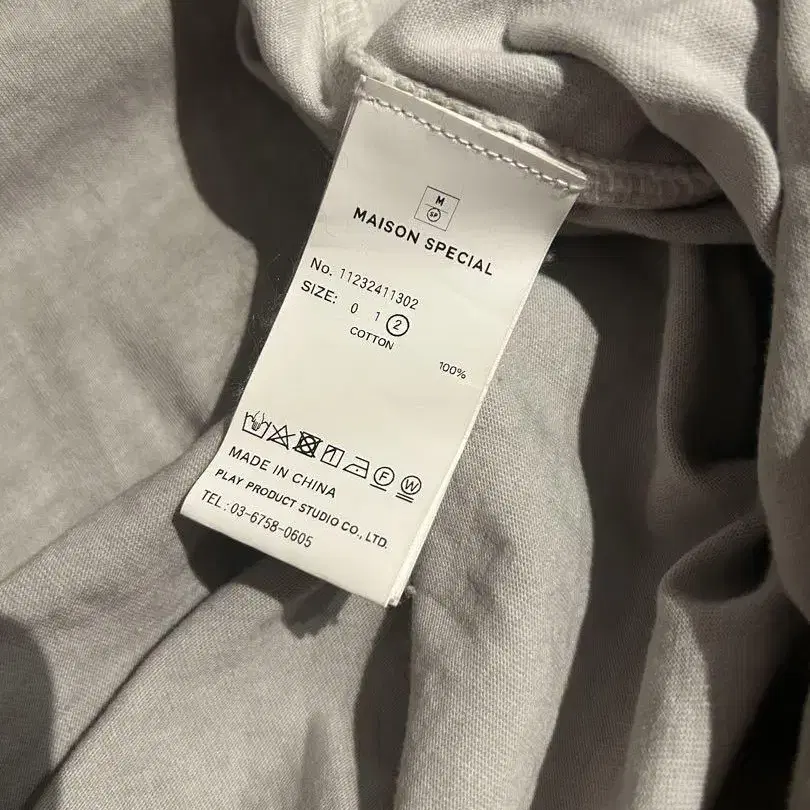 M
SP
MAISON SPECIAL
No. 11232411302
SIZE: 0 1 2
COTTON 100%
F W
MADE IN CHINA
PLAY PRODUCT STUDIO CO., LTD.
TEL : 03-6758-0605